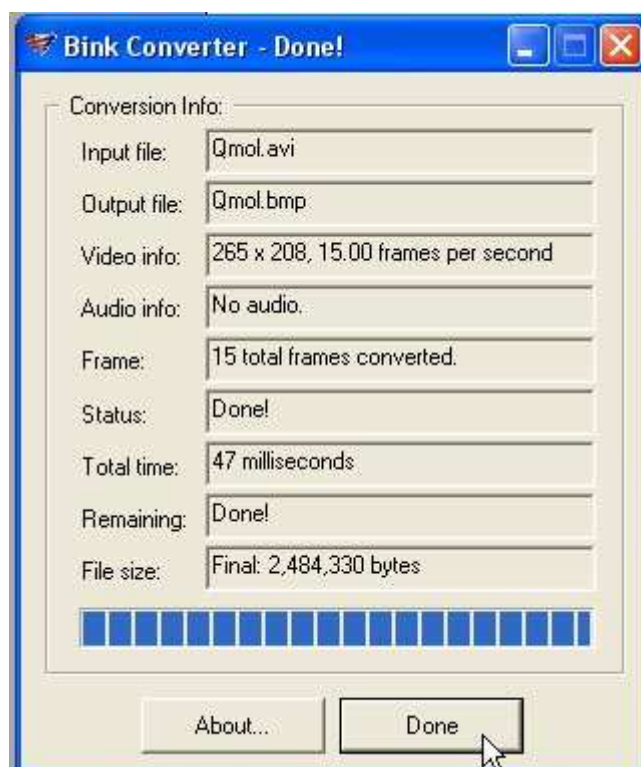 Bink Converter - Done!
Conversion Info:
Input file: Qmol.avi
Output file: Qmol.bmp
Video info: 265 x 208, 15.00 frames per second
Audio info: No audio.
Frame: 15 total frames converted.
Status: Done!
Total time: 47 milliseconds
Remaining: Done!
File size: Final: 2,484,330 bytes
About... Done